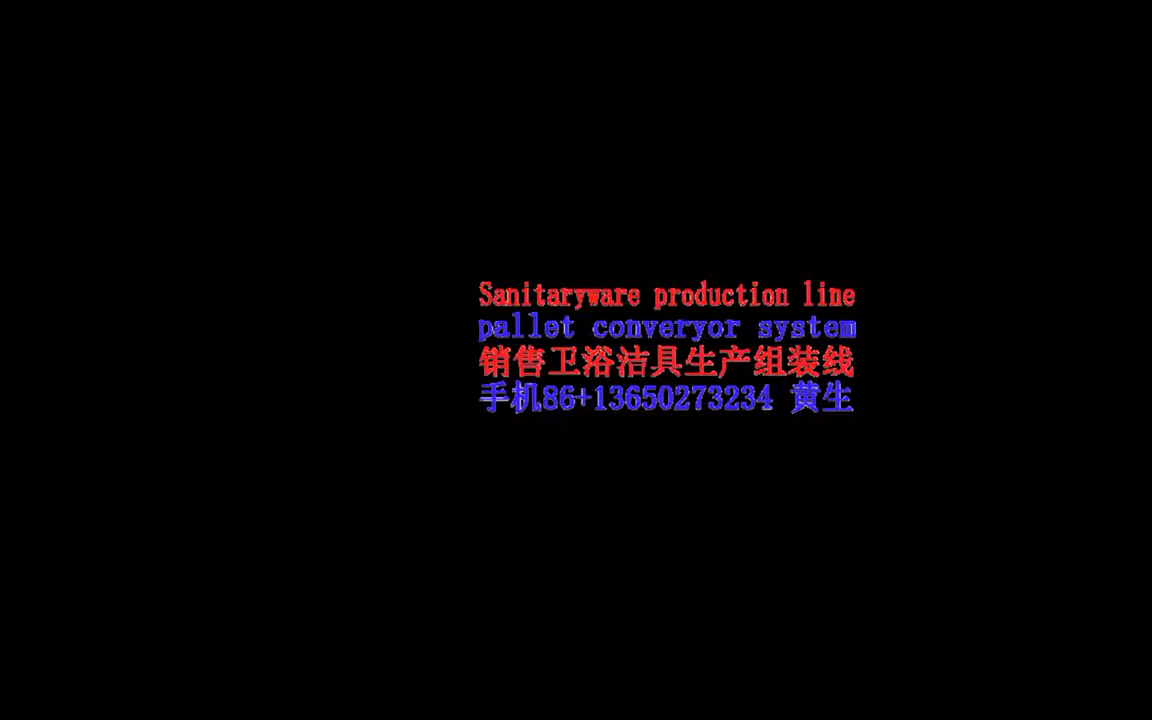 Sanitaryware production line
pallet converyor system
销售卫浴洁具生产组装线
手机86+13650273234 黄生